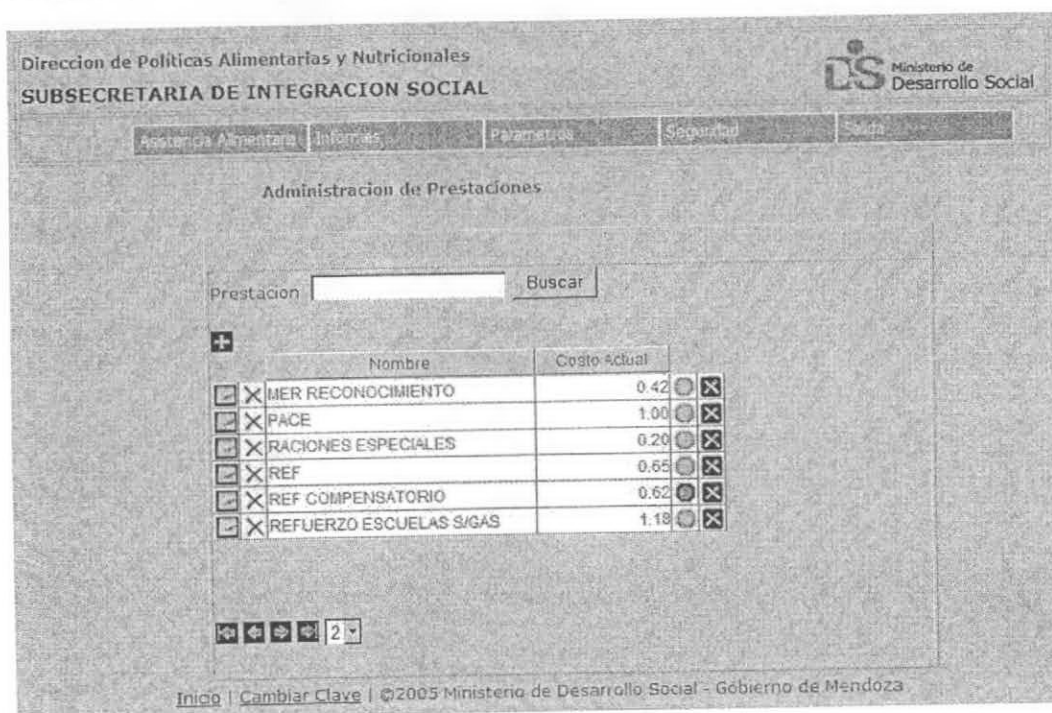 Direccion de Políticas Alimentarias y Nutricionales
SUBSECRETARIA DE INTEGRACION SOCIAL
DS Ministerio de
Desarrollo Social
Asistencia Alimentaria Informes Parametros Seguridad Salida
Administracion de Prestaciones
Prestacion Buscar
Nombre Costo Actual
MER RECONOCIMIENTO 0.42
PACE 1.00
RACIONES ESPECIALES 0.20
REF 0.65
REF COMPENSATORIO 0.62
REFUERZO ESCUELAS S/GAS 1.18
2
Inicio | Cambiar Clave | ©2005 Ministerio de Desarrollo Social - Gobierno de Mendoza